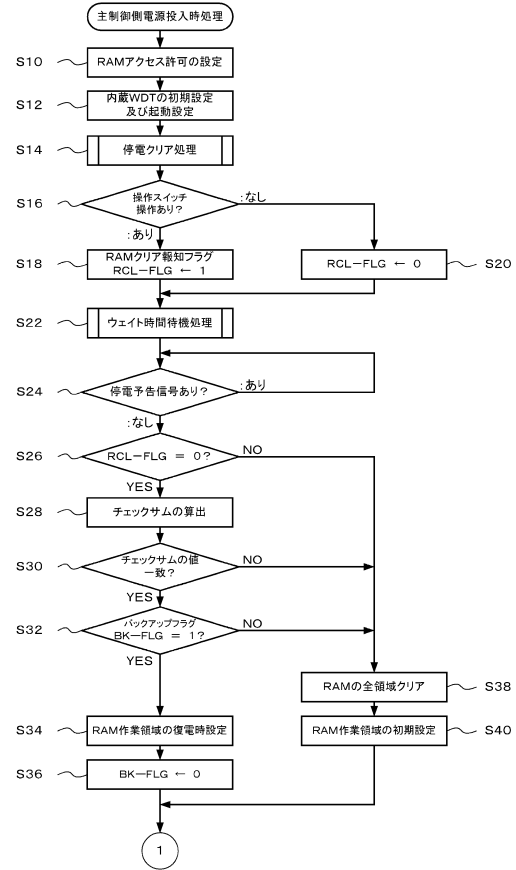 主制御側電源投入時処理
S10
RAMアクセス許可の設定
S12
内蔵WDTの初期設定
及び起動設定
S14
停電クリア処理
S16
操作スイッチ
操作あり？
：なし
：あり
S18
RAMクリア報知フラグ
RCL－FLG ← 1
RCL－FLG ← 0
S20
S22
ウェイト時間待機処理
S24
停電予告信号あり？
：あり
：なし
S26
RCL－FLG ＝ 0？
NO
YES
S28
チェックサムの算出
S30
チェックサムの値
一致？
NO
YES
S32
バックアップフラグ
BK－FLG ＝ 1？
NO
YES
RAMの全領域クリア
S38
S34
RAM作業領域の復電時設定
RAM作業領域の初期設定
S40
S36
BK－FLG ← 0
1